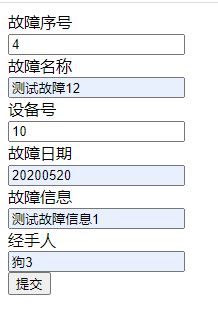 故障序号
4
故障名称
测试故障12
设备号
10
故障日期
20200520
故障信息
测试故障信息1
经手人
狗3
提交